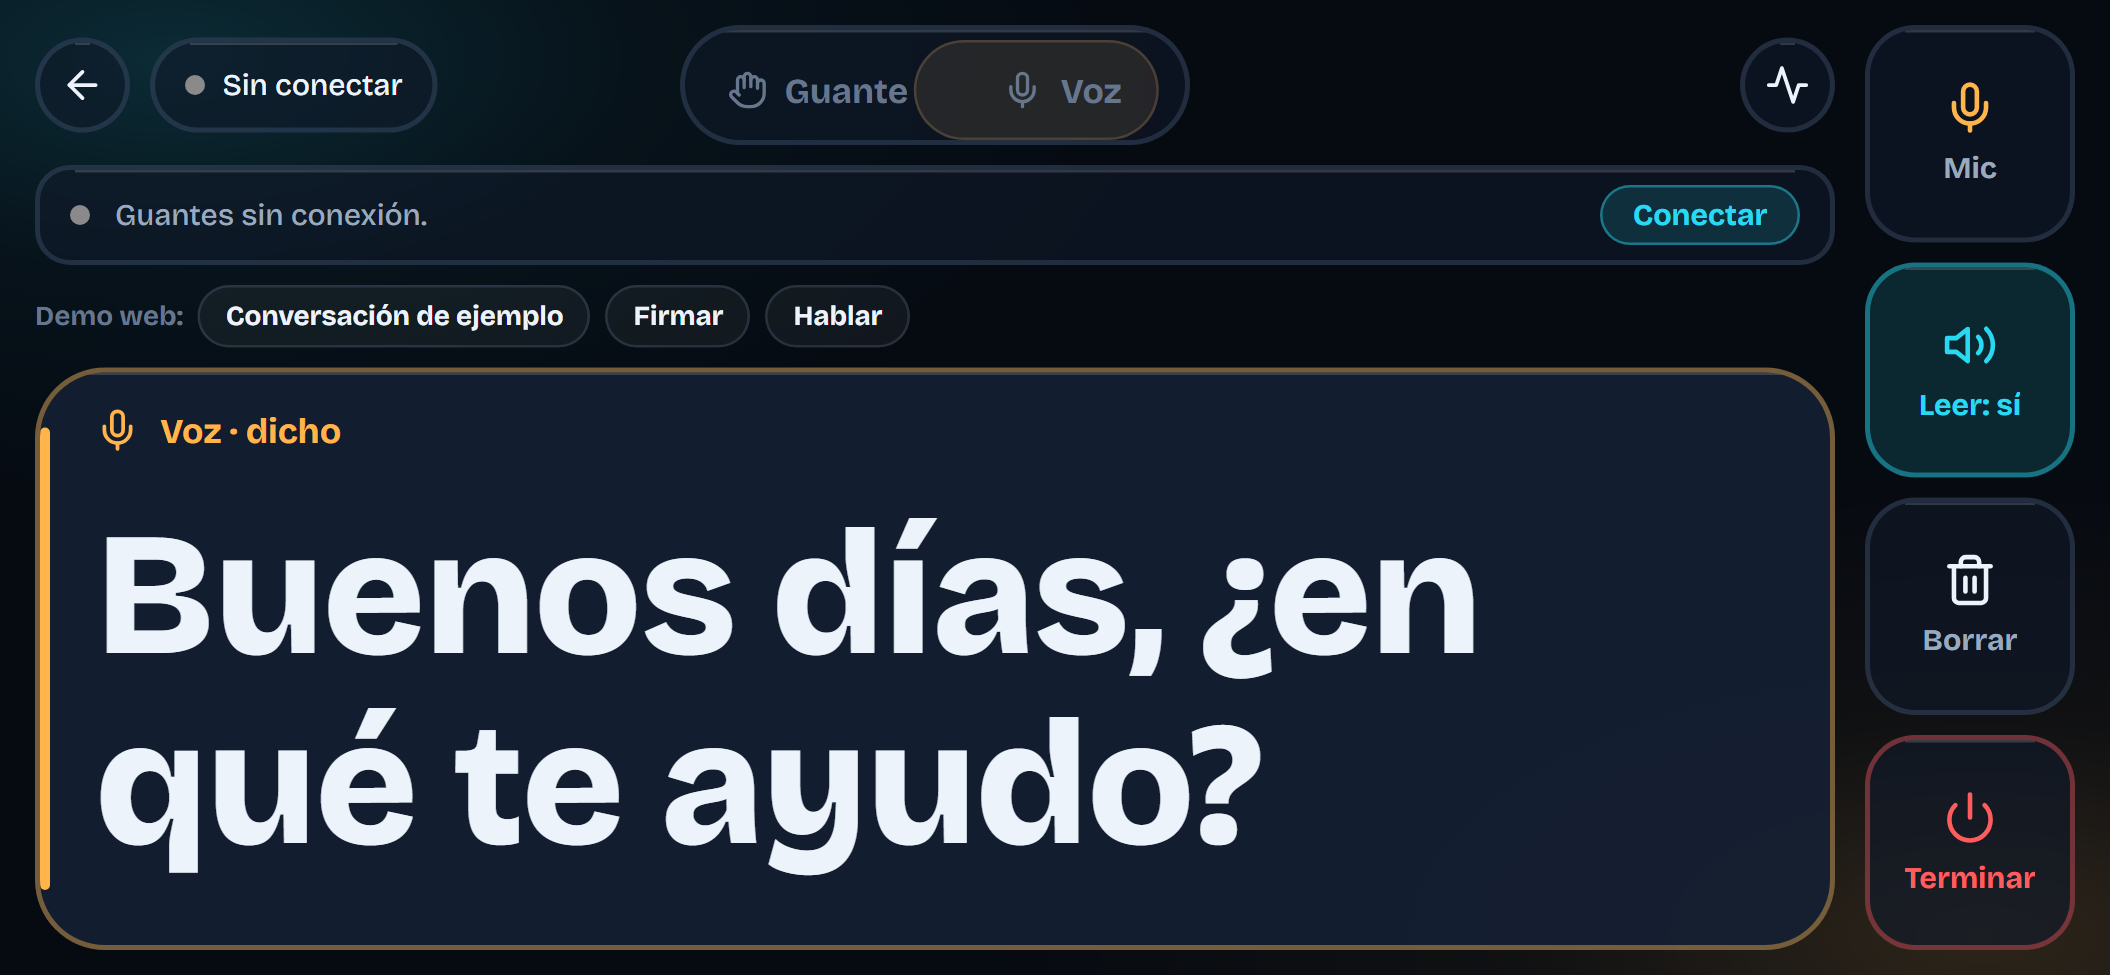 Sin conectar
Guante
Voz
Mic
Guantes sin conexión.
Conectar
Demo web:
Conversación de ejemplo
Firmar
Hablar
Leer: sí
Voz · dicho
Buenos días, ¿en
qué te ayudo?
Borrar
Terminar